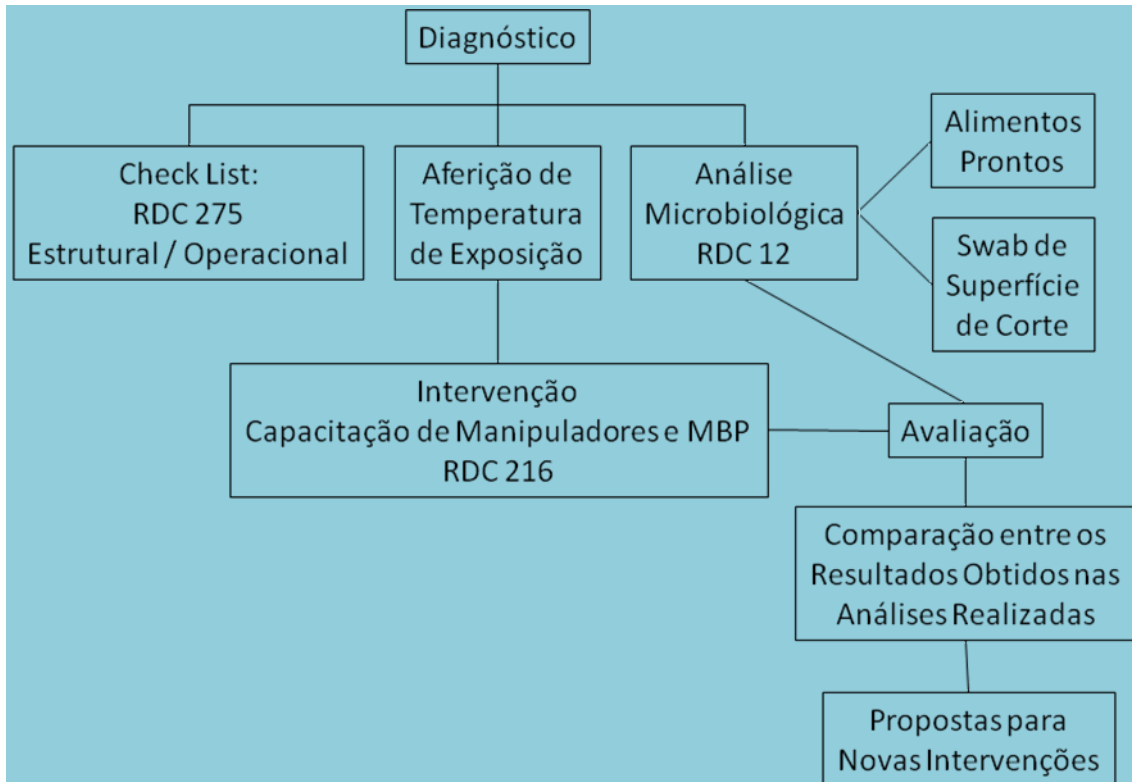 Diagnóstico
Check List:
RDC 275
Estrutural / Operacional
Aferição de
Temperatura
de Exposição
Análise
Microbiológica
RDC 12
Alimentos
Prontos
Swab de
Superfície
de Corte
Intervenção
Capacitação de Manipuladores e MBP
RDC 216
Avaliação
Comparação entre os
Resultados Obtidos nas
Análises Realizadas
Propostas para
Novas Intervenções